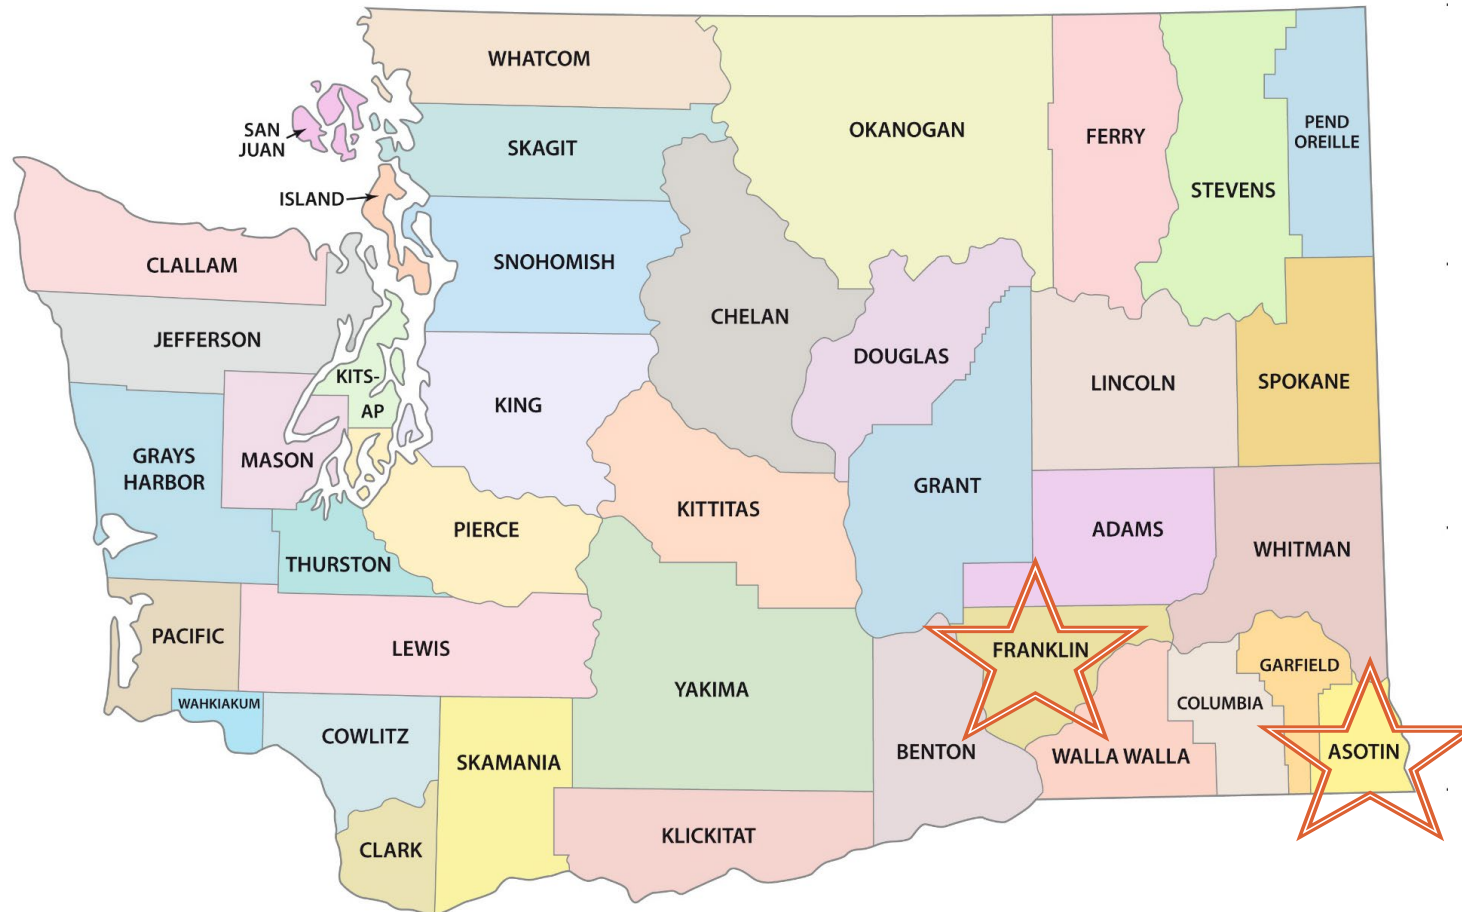 WHATCOM
OKANOGAN
FERRY
PEND
OREILLE
SAN
JUAN
SKAGIT
STEVENS
ISLAND
CLALLAM
SNOHOMISH
CHELAN
JEFFERSON
DOUGLAS
KITS-
AP
KING
LINCOLN
SPOKANE
GRAYS
HARBOR
MASON
GRANT
KITTITAS
PIERCE
ADAMS
WHITMAN
THURSTON
PACIFIC
LEWIS
FRANKLIN
GARFIELD
YAKIMA
WAHKIAKUM
COLUMBIA
COWLITZ
SKAMANIA
BENTON
WALLA WALLA
ASOTIN
CLARK
KLICKITAT